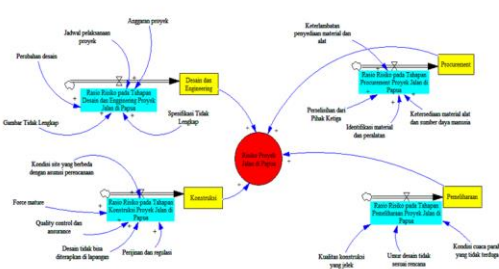 Anggaran proyek
Jadwal pelaksanaan
proyek
Perubahan desain
Desain dan
Engineering
Rasio Risiko pada Tahapan
Desain dan Engineering Proyek
Jalan di Papua
Gambar Tidak Lengkap
Spesifikasi Tidak
Lengkap
Keterlambatan
penyediaan material dan
alat
Procurement
Rasio Risiko pada Tahapan
Procurement Proyek Jalan di
Papua
Perselisihan dari
Pihak Ketiga
Identifikasi material
dan peralatan
Ketersediaan material alat
dan sumber daya manusia
Risiko Proyek
Jalan di Papua
Kondisi site yang berbeda
dengan asumsi perencanaan
Konstruksi
Rasio Risiko pada Tahapan
Konstruksi Proyek Jalan di
Papua
Force mature
Quality control dan
assurance
Desain tidak bisa
diterapkan di lapangan
Perijinan dan regulasi
Pemeliharaan
Rasio Risiko pada Tahapan
Pemeliharaan Proyek Jalan di
Papua
Kualitas konstruksi
yang jelek
Umur desain tidak
sesuai rencana
Kondisi cuaca
yang tidak